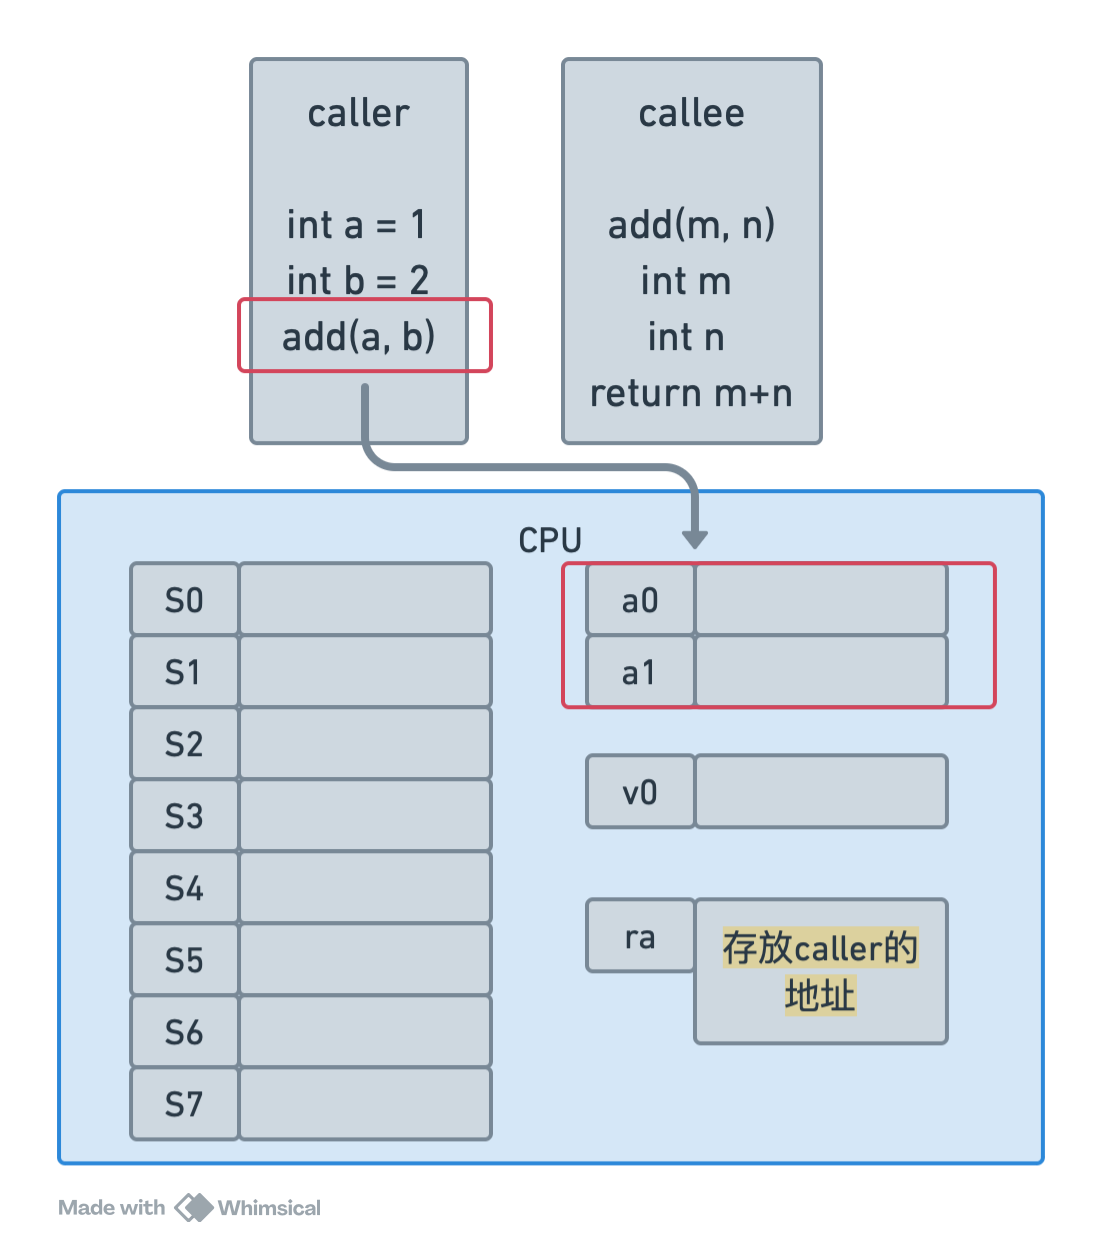 caller
int a = 1
int b = 2
add(a, b)
callee
add(m, n)
int m
int n
return m+n
CPU
S0
S1
S2
S3
S4
S5
S6
S7
a0
a1
v0
ra
存放caller的
地址
Made with Whimsical